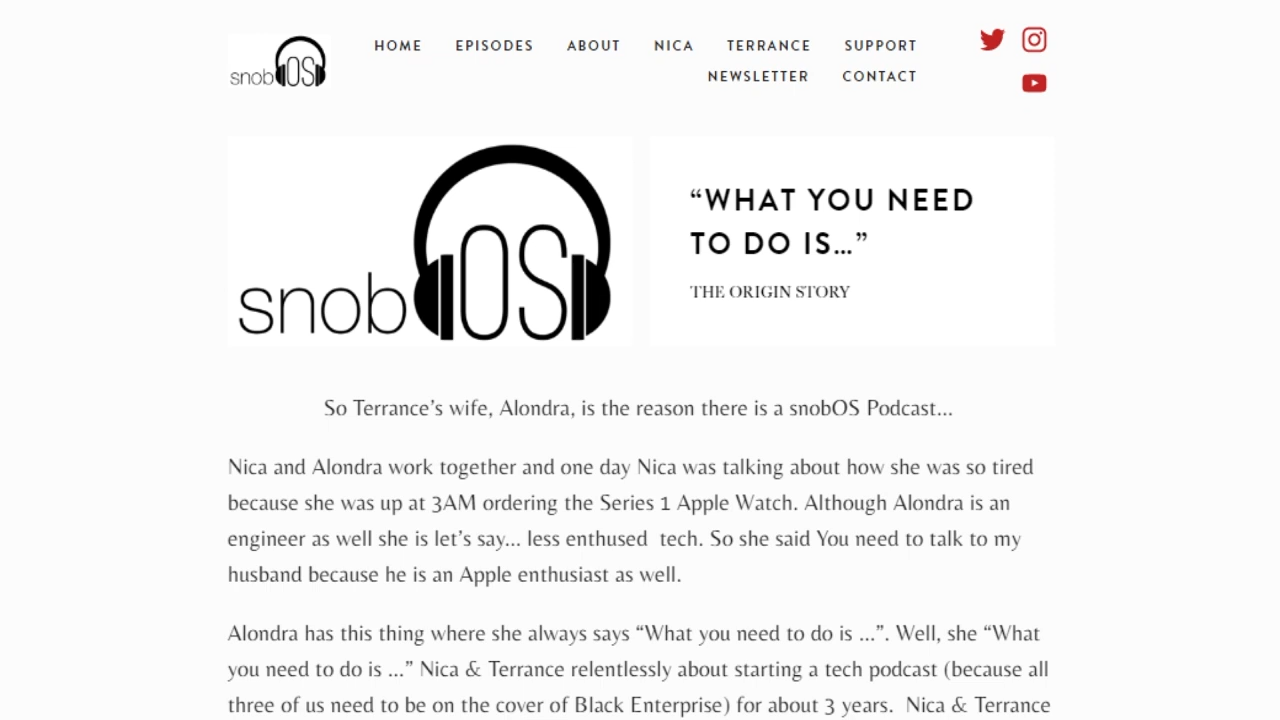 snobOS
HOME EPISODES ABOUT NICA TERRANCE SUPPORT
NEWSLETTER CONTACT
snobOS
“WHAT YOU NEED
TO DO IS...”
THE ORIGIN STORY
So Terrance’s wife, Alondra, is the reason there is a snobOS Podcast...
Nica and Alondra work together and one day Nica was talking about how she was so tired
because she was up at 3AM ordering the Series 1 Apple Watch. Although Alondra is an
engineer as well she is let’s say... less enthused  tech. So she said You need to talk to my
husband because he is an Apple enthusiast as well.
Alondra has this thing where she always says “What you need to do is ...”. Well, she “What
you need to do is ...” Nica & Terrance relentlessly about starting a tech podcast (because all
three of us need to be on the cover of Black Enterprise) for about 3 years.  Nica & Terrance